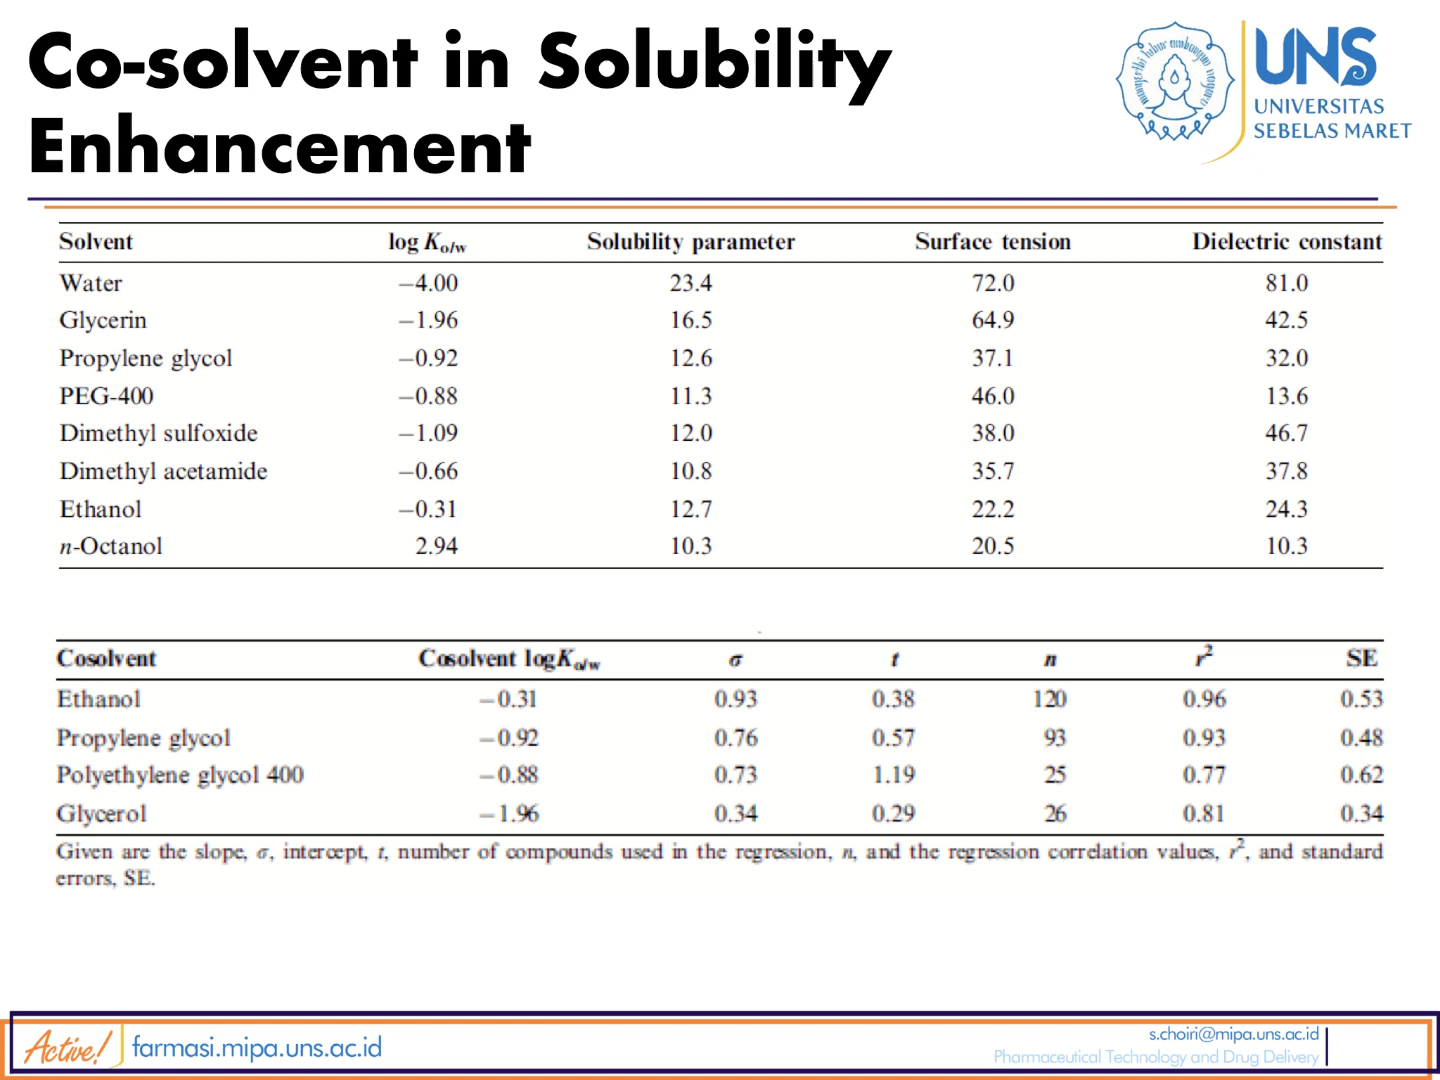 Co-solvent in Solubility
Enhancement
UNS
UNIVERSITAS
SEBELAS MARET
Solvent log Ko/w Solubility parameter Surface tension Dielectric constant
Water −4.00 23.4 72.0 81.0
Glycerin −1.96 16.5 64.9 42.5
Propylene glycol −0.92 12.6 37.1 32.0
PEG-400 −0.88 11.3 46.0 13.6
Dimethyl sulfoxide −1.09 12.0 38.0 46.7
Dimethyl acetamide −0.66 10.8 35.7 37.8
Ethanol −0.31 12.7 22.2 24.3
n-Octanol 2.94 10.3 20.5 10.3
Cosolvent Cosolvent logKo/w σ t n r² SE
Ethanol −0.31 0.93 0.38 120 0.96 0.53
Propylene glycol −0.92 0.76 0.57 93 0.93 0.48
Polyethylene glycol 400 −0.88 0.73 1.19 25 0.77 0.62
Glycerol −1.96 0.34 0.29 26 0.81 0.34
Given are the slope, σ, intercept, t, number of compounds used in the regression, n, and the regression correlation values, r², and standard
errors, SE.
Active! farmasi.mipa.uns.ac.id
s.choiri@mipa.uns.ac.id
Pharmaceutical Technology and Drug Delivery